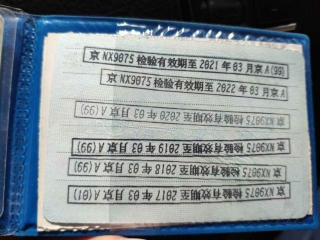 京 NX9075 检验有效期至 2021 年 03 月京 A(99)
京 NX9075 检验有效期至 2022 年 03 月京 A
京 NX9075 检验有效期至 2020 年 03 月京 A(99)
京 NX9075 检验有效期至 2019 年 03 月京 A(99)
京 NX9075 检验有效期至 2018 年 03 月京 A(99)
京 NX9075 检验有效期至 2017 年 03 月京 A(01)